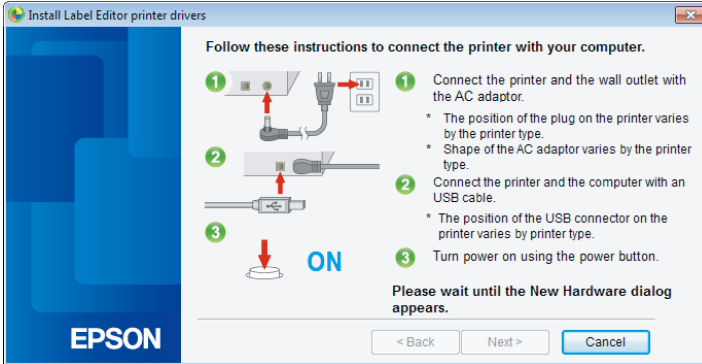 Install Label Editor printer drivers
Follow these instructions to connect the printer with your computer.
1
Connect the printer and the wall outlet with
the AC adaptor.
* The position of the plug on the printer varies
by the printer type.
* Shape of the AC adaptor varies by the printer
type.
2
Connect the printer and the computer with an
USB cable.
* The position of the USB connector on the
printer varies by printer type.
3
Turn power on using the power button.
1
2
3
ON
Please wait until the New Hardware dialog
appears.
EPSON
< Back
Next >
Cancel